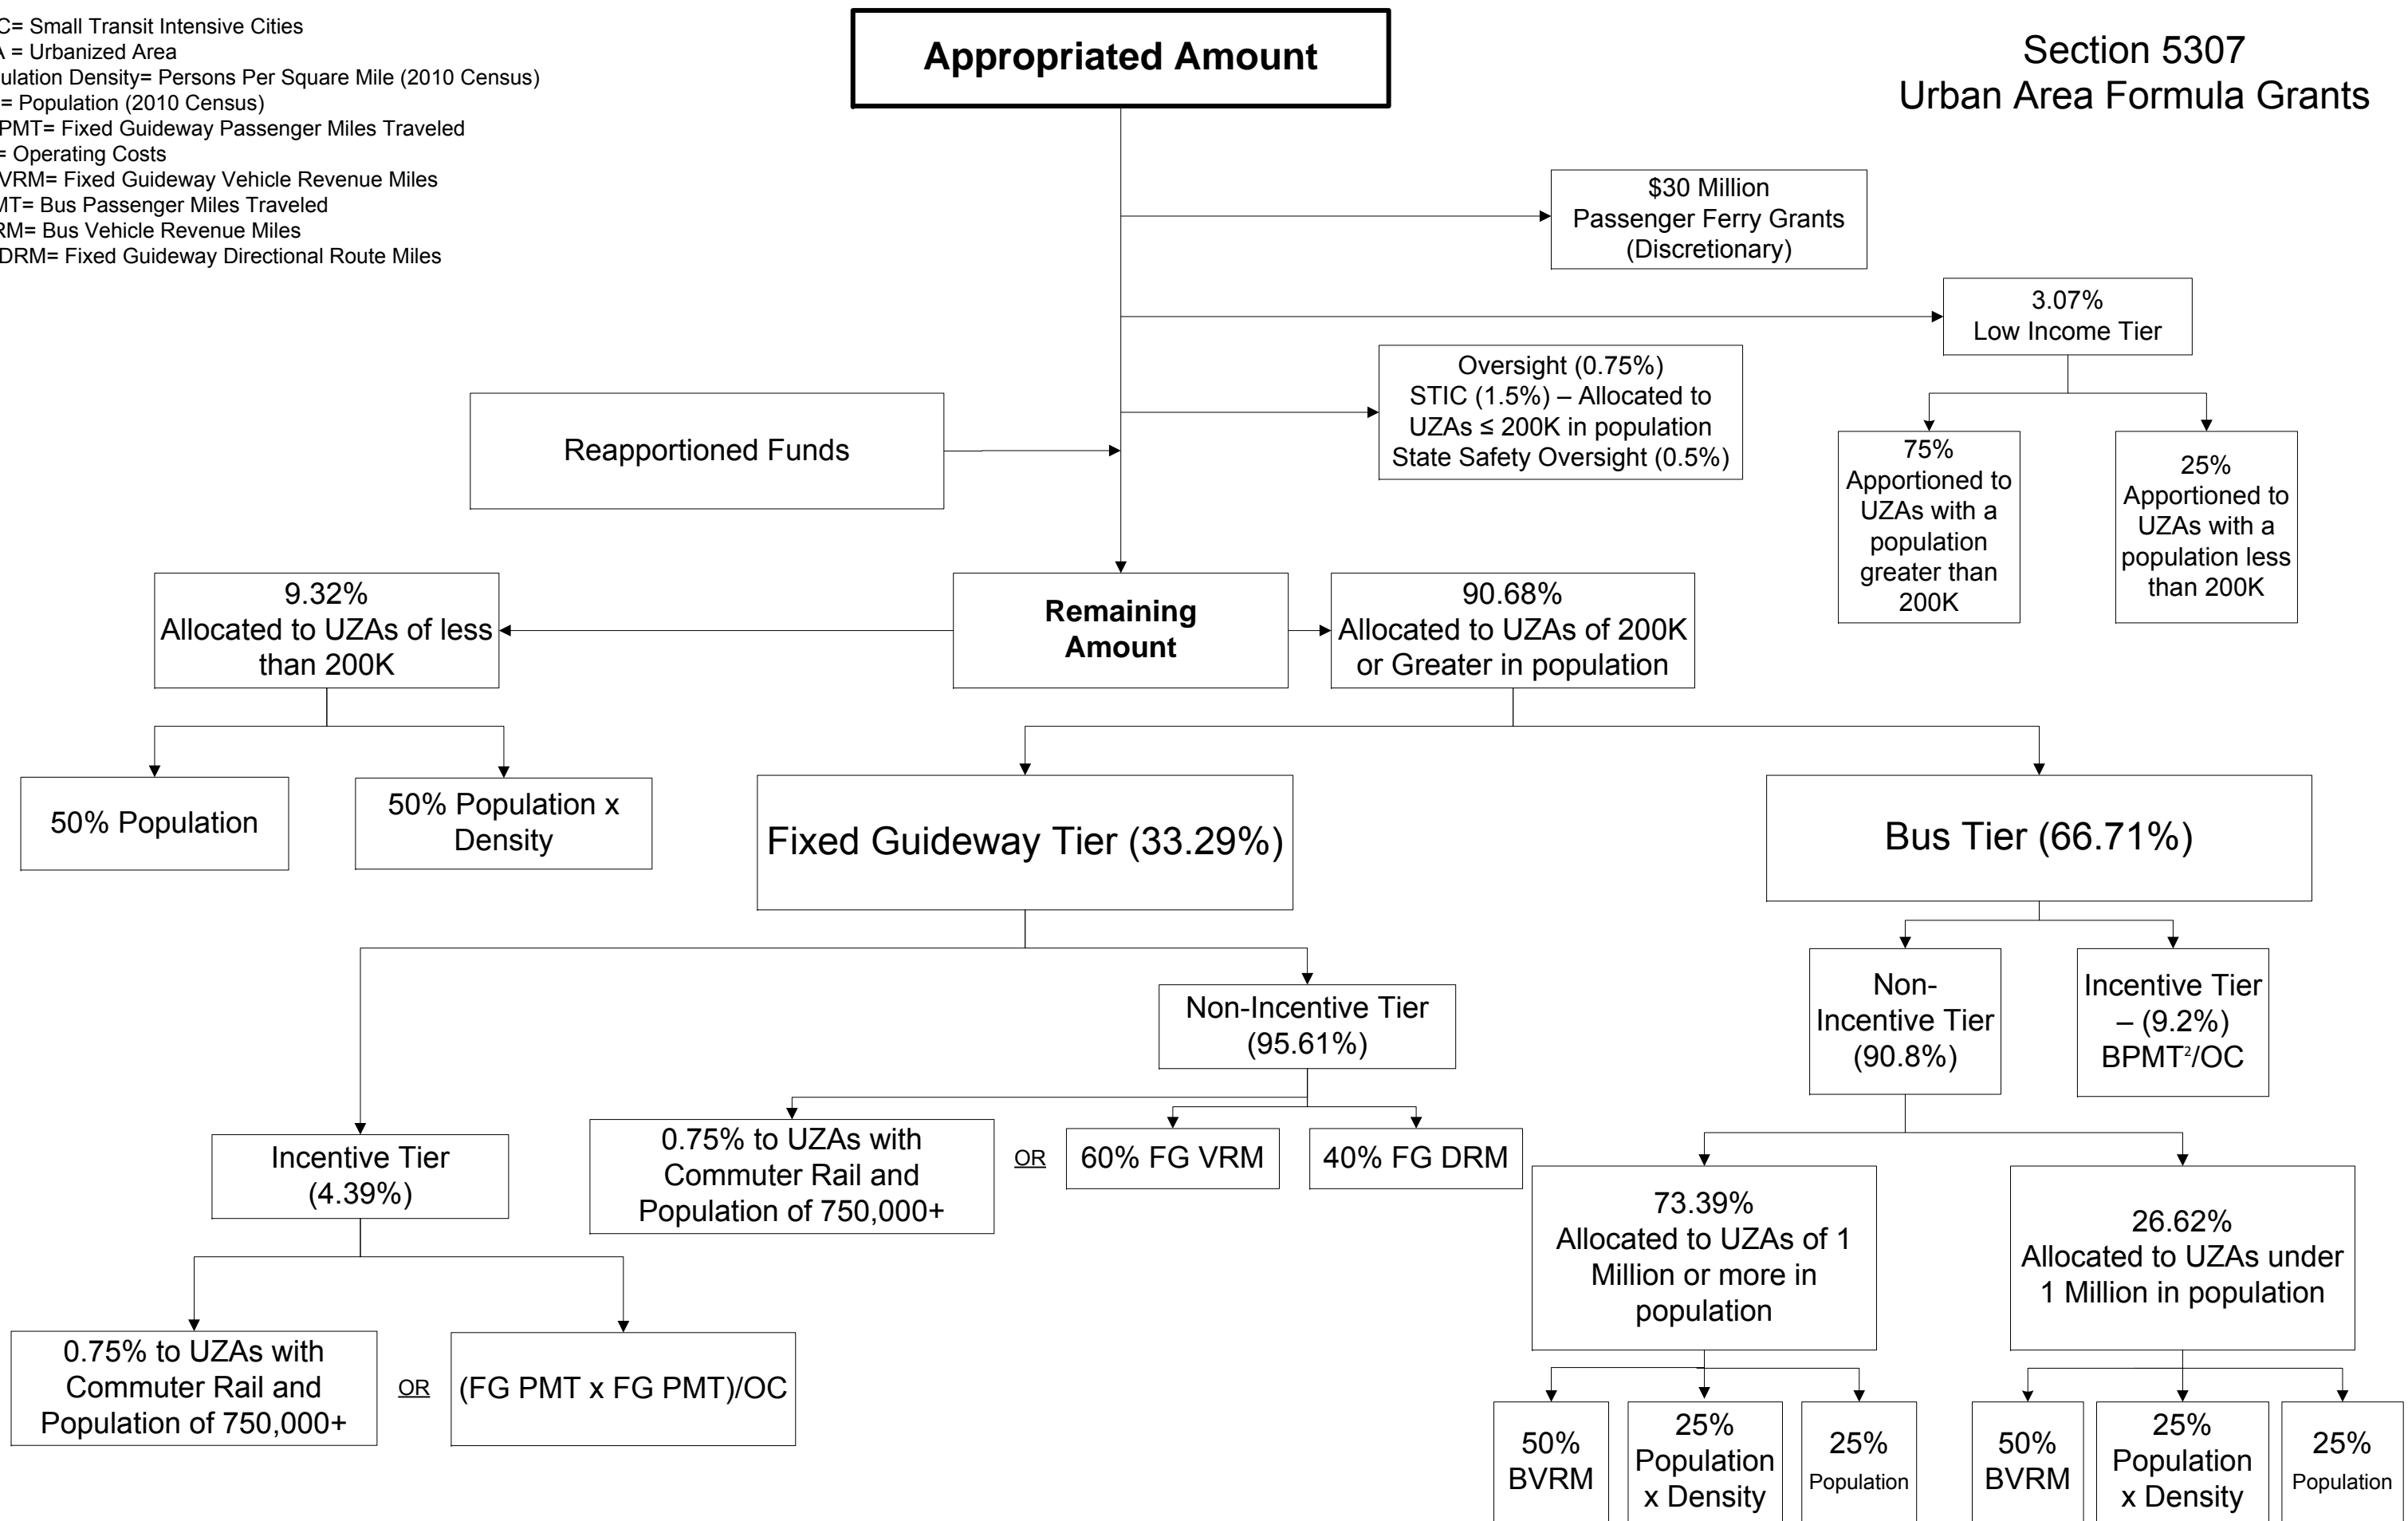 C= Small Transit Intensive Cities
A = Urbanized Area
ulation Density= Persons Per Square Mile (2010 Census)
= Population (2010 Census)
PMT= Fixed Guideway Passenger Miles Traveled
= Operating Costs
VRM= Fixed Guideway Vehicle Revenue Miles
MT= Bus Passenger Miles Traveled
RM= Bus Vehicle Revenue Miles
DRM= Fixed Guideway Directional Route Miles
Appropriated Amount
Section 5307
Urban Area Formula Grants
$30 Million
Passenger Ferry Grants
(Discretionary)
3.07%
Low Income Tier
Oversight (0.75%)
STIC (1.5%) – Allocated to
UZAs ≤ 200K in population
State Safety Oversight (0.5%)
Reapportioned Funds
75%
Apportioned to
UZAs with a
population
greater than
200K
25%
Apportioned to
UZAs with a
population less
than 200K
9.32%
Allocated to UZAs of less
than 200K
Remaining
Amount
90.68%
Allocated to UZAs of 200K
or Greater in population
50% Population
50% Population x
Density
Fixed Guideway Tier (33.29%)
Bus Tier (66.71%)
Non-Incentive Tier
(95.61%)
Non-
Incentive Tier
(90.8%)
Incentive Tier
– (9.2%)
BPMT²/OC
Incentive Tier
(4.39%)
0.75% to UZAs with
Commuter Rail and
Population of 750,000+
OR
60% FG VRM
40% FG DRM
73.39%
Allocated to UZAs of 1
Million or more in
population
26.62%
Allocated to UZAs under
1 Million in population
0.75% to UZAs with
Commuter Rail and
Population of 750,000+
OR
(FG PMT x FG PMT)/OC
50%
BVRM
25%
Population
x Density
25%
Population
50%
BVRM
25%
Population
x Density
25%
Population